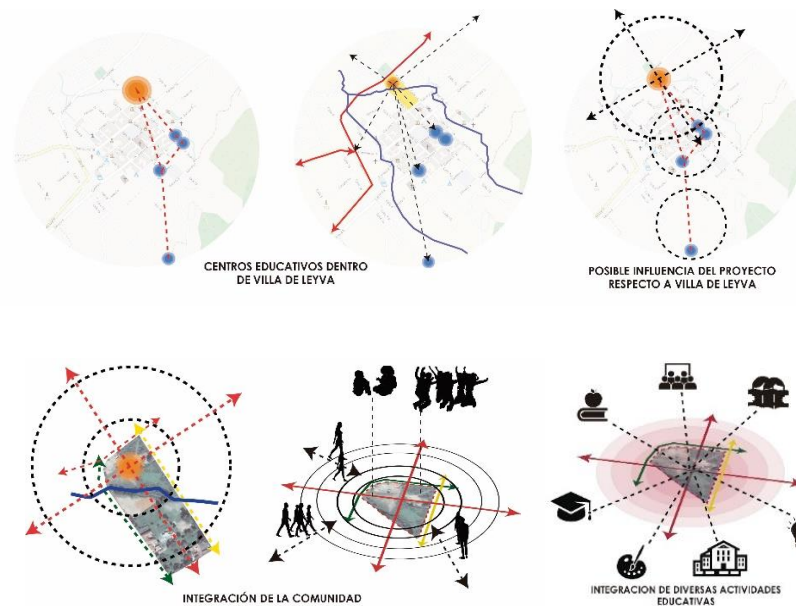 CENTROS EDUCATIVOS DENTRO
DE VILLA DE LEYVA
POSIBLE INFLUENCIA DEL PROYECTO
RESPECTO A VILLA DE LEYVA
INTEGRACIÓN DE LA COMUNIDAD
INTEGRACION DE DIVERSAS ACTIVIDADES
EDUCATIVAS